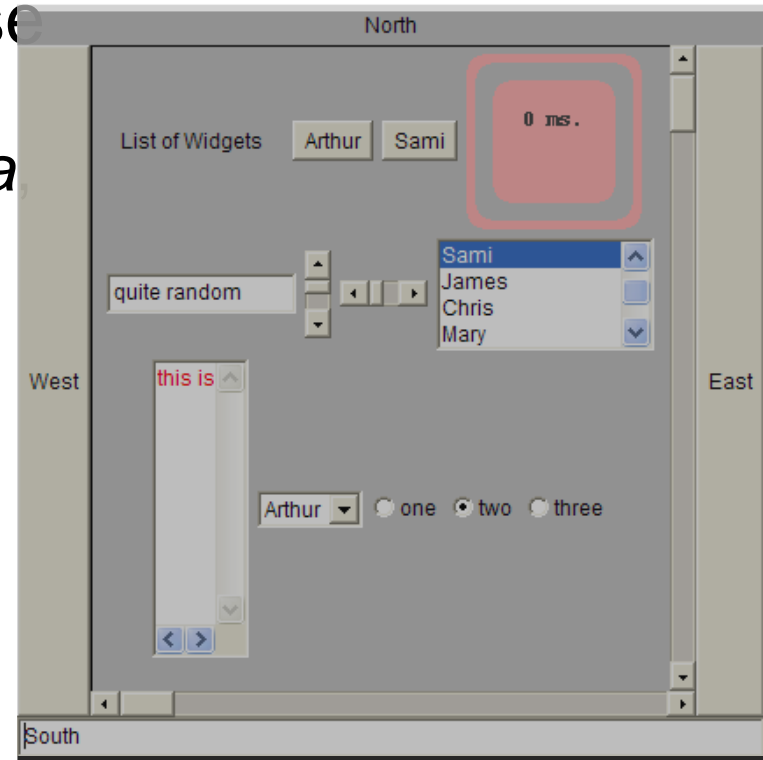 se
North
a,
List of Widgets Arthur Sami 0 ms.
quite random
Sami
James
Chris
Mary
West
this is
East
Arthur one two three
South